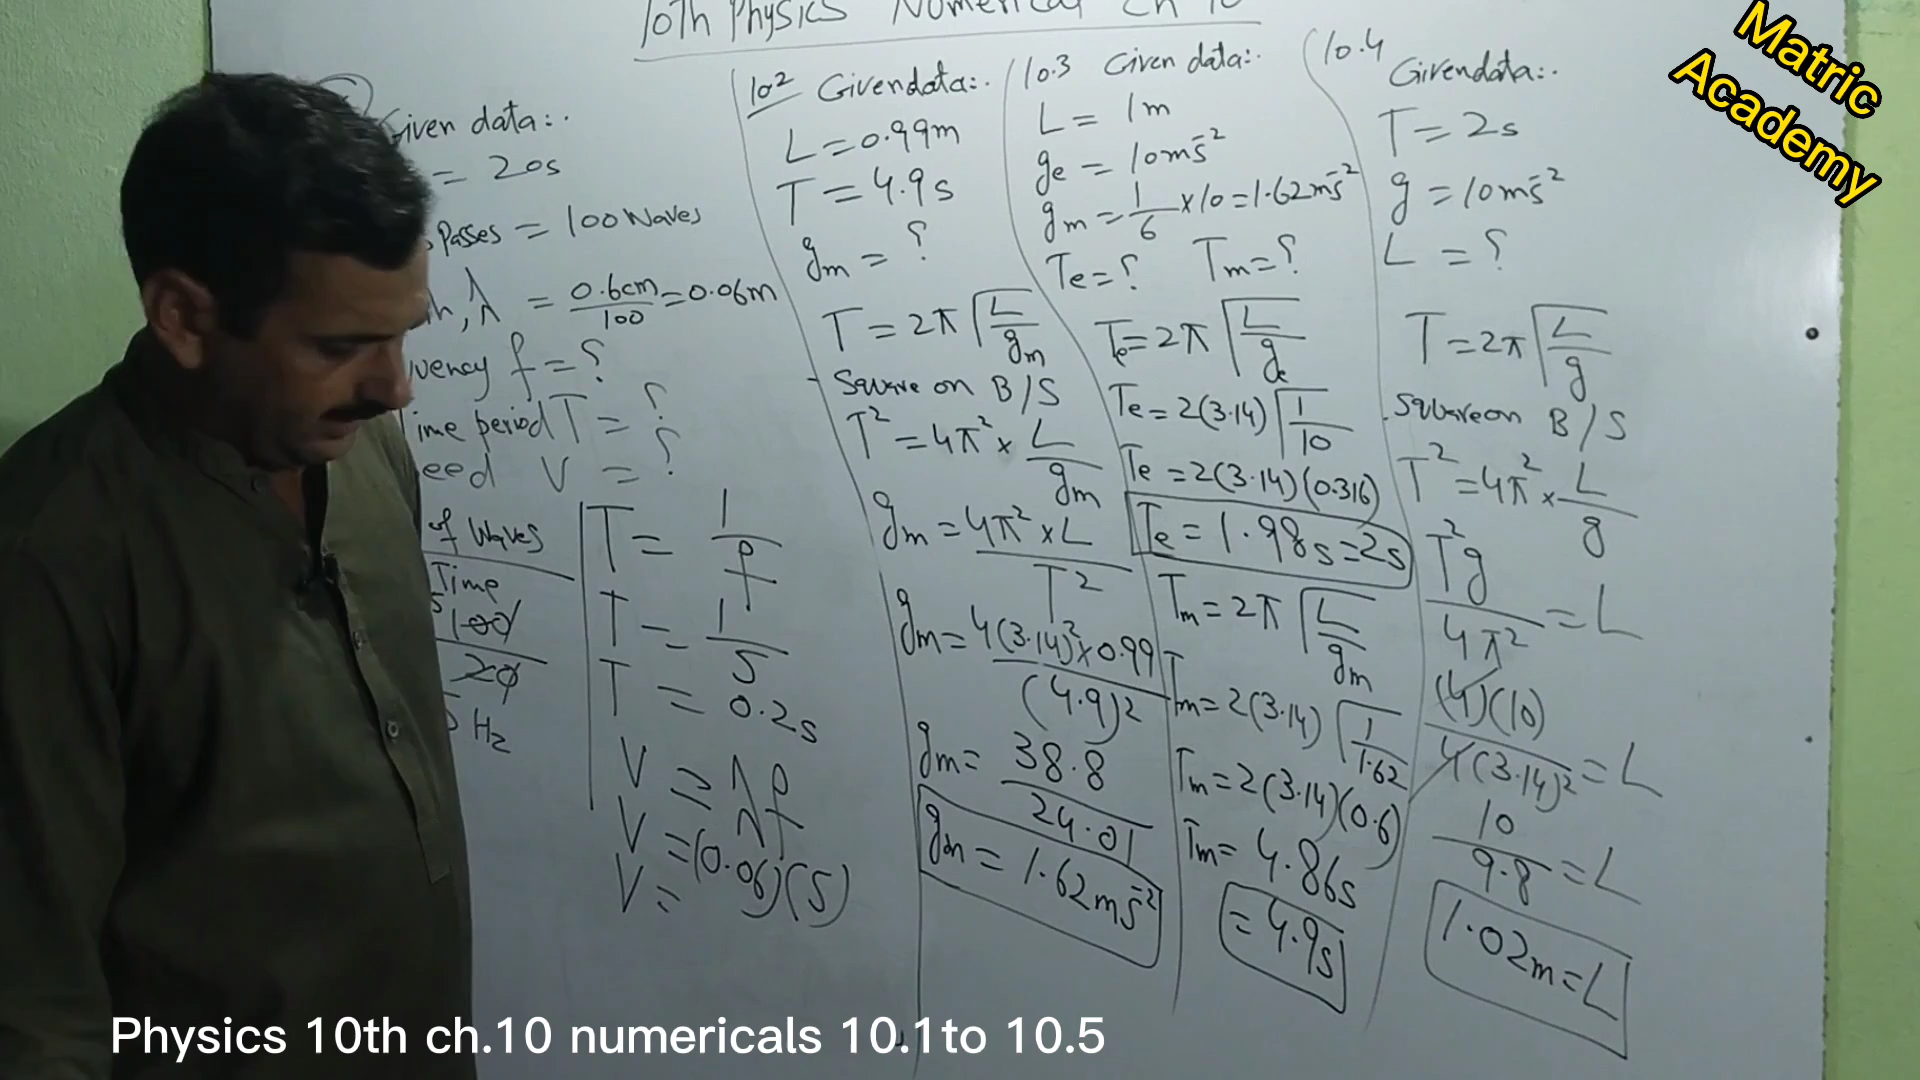 10th Physics Numerical Ch 10
Given data:.
= 20s
Passes = 100 Waves
λ = 0.6cm/100 = 0.06m
f = ?
ime period T = ?
eed V = ?
of Waves
Time
5 100
20
5 Hz
T = 1/f
T = 1/5
T = 0.2s
V = λf
V = (0.06)(5)
V =
10.2 Given data:.
L = 0.99m
T = 4.9s
gm = ?
T = 2π √(L/gm)
Square on B/S
T² = 4π² × L/gm
gm = 4π² × L / T²
gm = 4(3.14)² × 0.99 / (4.9)²
gm = 38.8 / 24.01
gm = 1.62ms⁻²
10.3 Given data:.
L = 1m
ge = 10ms⁻²
gm = 1/6 × 10 = 1.62ms⁻²
Te = ? Tm = ?
Te = 2π √(L/ge)
Te = 2(3.14) √(1/10)
Te = 2(3.14)(0.316)
Te = 1.98s = 2s
Tm = 2π √(L/gm)
Tm = 2(3.14) √(1/1.62)
Tm = 2(3.14)(0.6)
Tm = 4.86s
= 4.9s
10.4 Given data:.
T = 2s
g = 10ms⁻²
L = ?
T = 2π √(L/g)
Square on B/S
T² = 4π² × L/g
T²g / 4π² = L
(4)(10) / 4(3.14)² = L
10 / 9.8 = L
1.02m = L
Matric
Academy
Physics 10th ch.10 numericals 10.1to 10.5